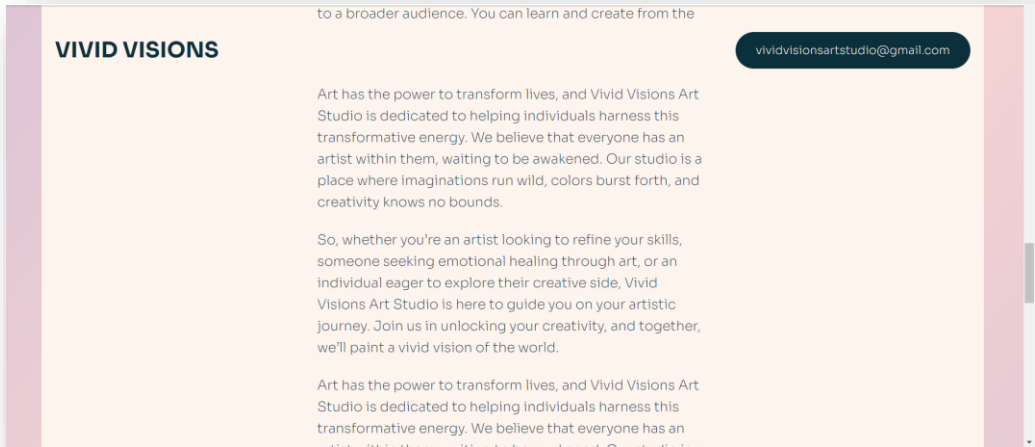 to a broader audience. You can learn and create from the
VIVID VISIONS
vividvisionsartstudio@gmail.com
Art has the power to transform lives, and Vivid Visions Art
Studio is dedicated to helping individuals harness this
transformative energy. We believe that everyone has an
artist within them, waiting to be awakened. Our studio is a
place where imaginations run wild, colors burst forth, and
creativity knows no bounds.
So, whether you’re an artist looking to refine your skills,
someone seeking emotional healing through art, or an
individual eager to explore their creative side, Vivid
Visions Art Studio is here to guide you on your artistic
journey. Join us in unlocking your creativity, and together,
we’ll paint a vivid vision of the world.
Art has the power to transform lives, and Vivid Visions Art
Studio is dedicated to helping individuals harness this
transformative energy. We believe that everyone has an